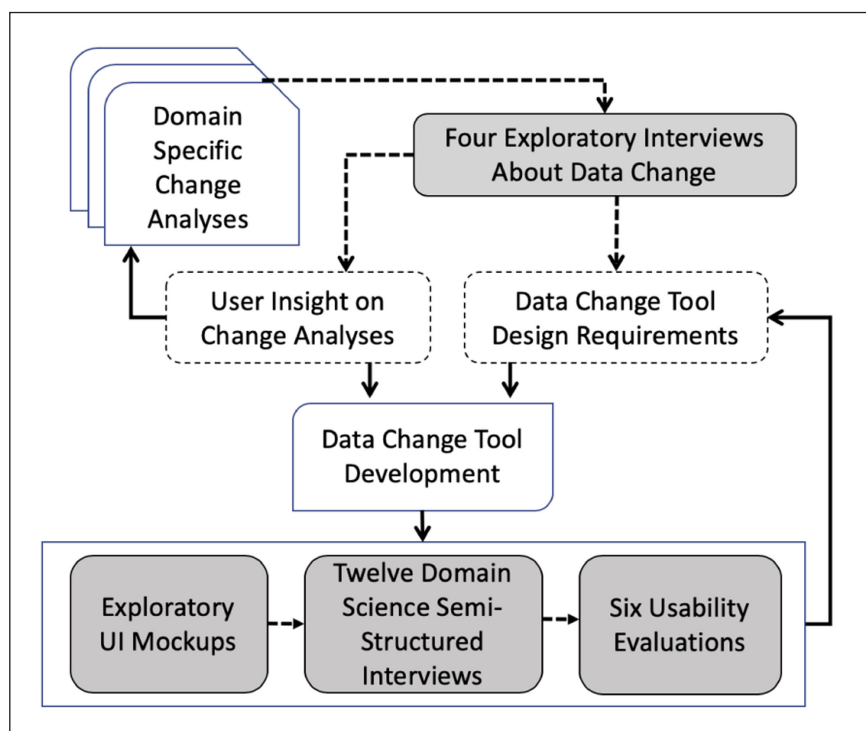 Domain
Specific
Change
Analyses
Four Exploratory Interviews
About Data Change
User Insight on
Change Analyses
Data Change Tool
Design Requirements
Data Change Tool
Development
Exploratory
UI Mockups
Twelve Domain
Science Semi-
Structured
Interviews
Six Usability
Evaluations